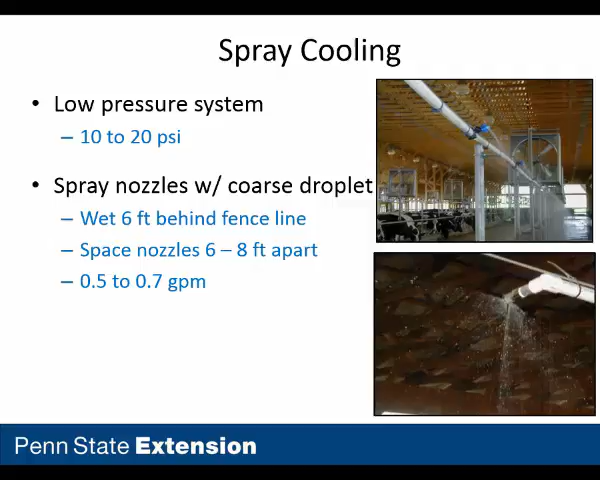 Spray Cooling
• Low pressure system
– 10 to 20 psi
• Spray nozzles w/ coarse droplet
– Wet 6 ft behind fence line
– Space nozzles 6 – 8 ft apart
– 0.5 to 0.7 gpm
Penn State Extension